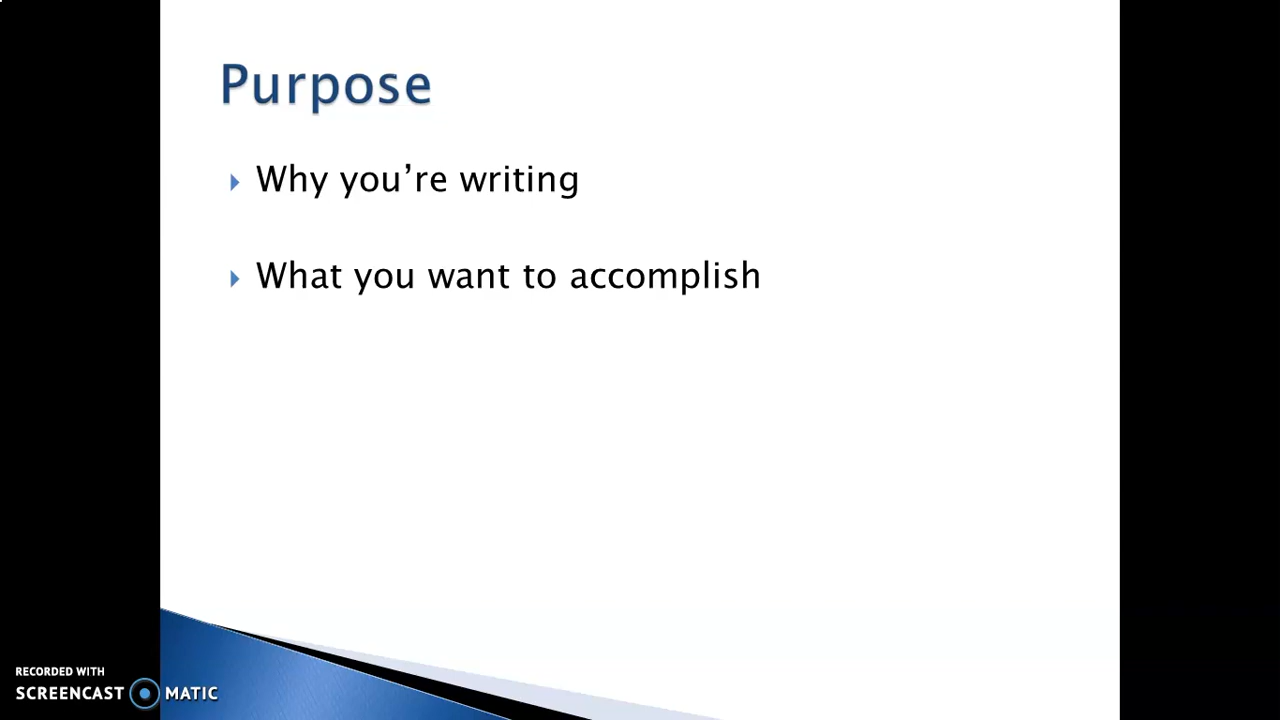 Purpose
Why you’re writing
What you want to accomplish
RECORDED WITH
SCREENCAST MATIC